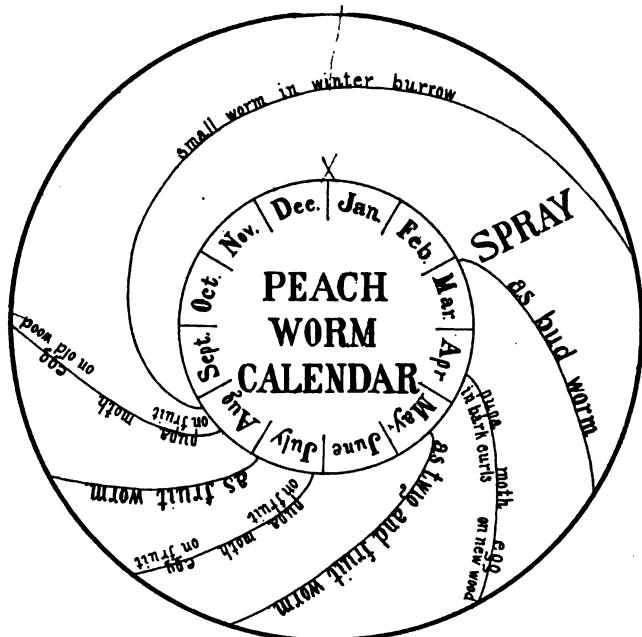 PEACH
WORM
CALENDAR
Jan.
Feb.
Mar.
Apr
May,
June
July
Aug.
Sept.
Oct.
Nov.
Dec.
small worm in winter burrow
SPRAY
as bud worm
pupa moth egg
in bark curls on new wood
as twig and fruit worm.
pupa moth egg
on fruit on fruit
as fruit worm.
pupa moth egg
on fruit on old wood
X